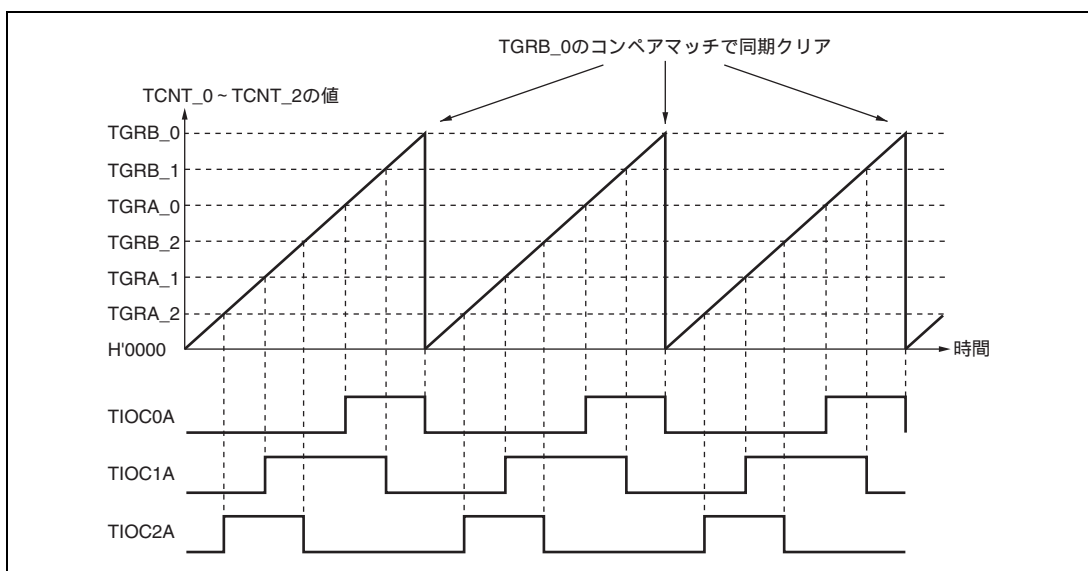 TGRB_0のコンペアマッチで同期クリア
TCNT_0~TCNT_2の値
TGRB_0
TGRB_1
TGRA_0
TGRB_2
TGRA_1
TGRA_2
H'0000
時間
TIOC0A
TIOC1A
TIOC2A